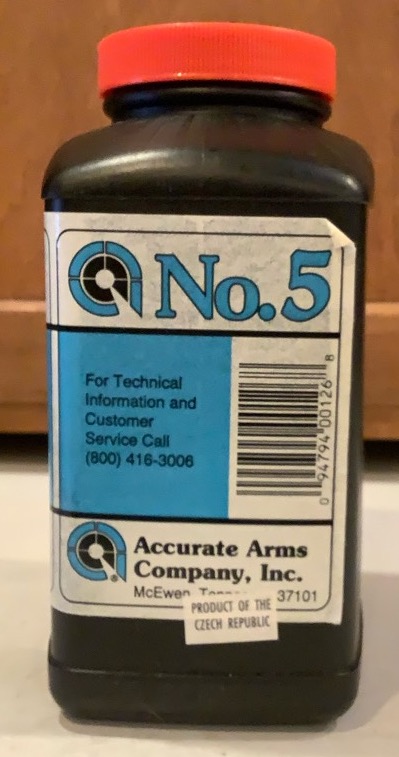 No.5
For Technical
Information and
Customer
Service Call
(800) 416-3006
0 94794 00126 8
Accurate Arms
Company, Inc.
®
McEwen, 37101
PRODUCT OF THE
CZECH REPUBLIC